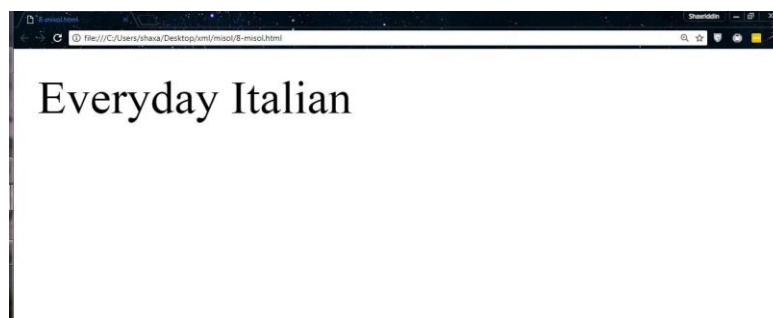 8-misol.html
Shaxriddin
file:///C:/Users/shaxa/Desktop/xml/misol/8-misol.html
Everyday Italian